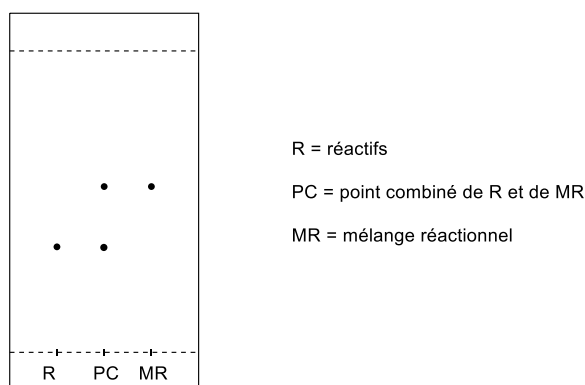 R = réactifs
PC = point combiné de R et de MR
MR = mélange réactionnel
R PC MR